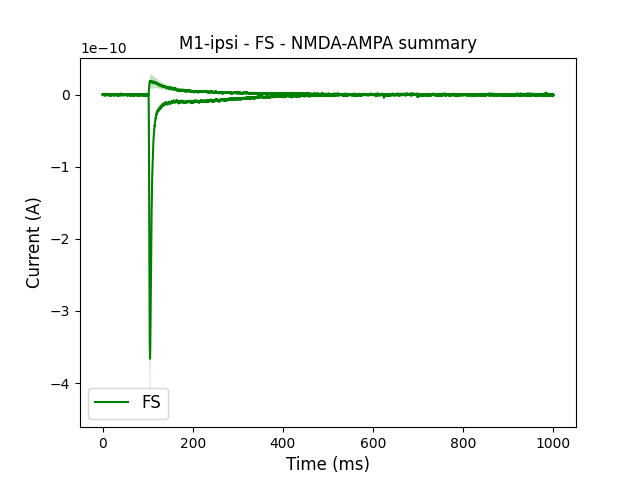 M1-ipsi - FS - NMDA-AMPA summary
1e−10
0
−1
−2
−3
−4
Current (A)
FS
0 200 400 600 800 1000
Time (ms)